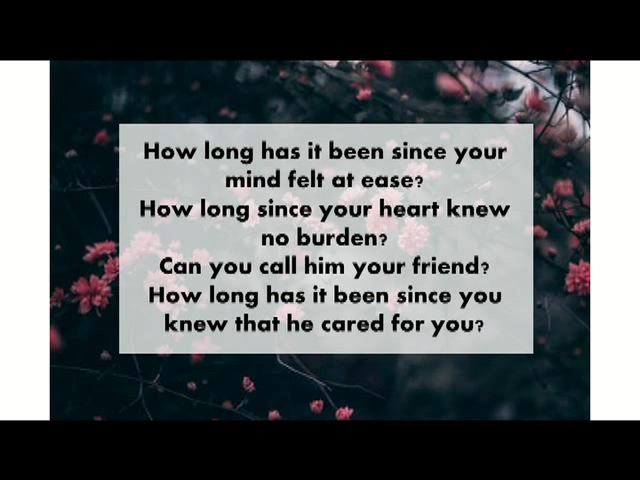 How long has it been since your
mind felt at ease?
How long since your heart knew
no burden?
Can you call him your friend?
How long has it been since you
knew that he cared for you?